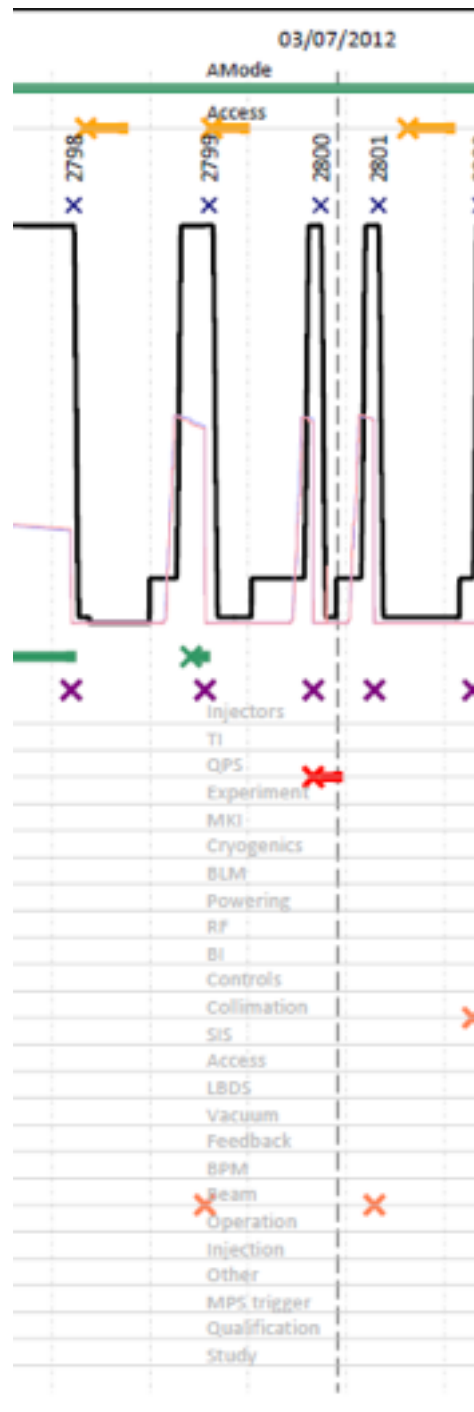 03/07/2012
AMode
Access
2798
2799
2800
2801
Injectors
TI
QPS
Experiment
MKI
Cryogenics
BLM
Powering
RF
BI
Controls
Collimation
SIS
Access
LBDS
Vacuum
Feedback
BPM
Beam
Operation
Injection
Other
MPS trigger
Qualification
Study